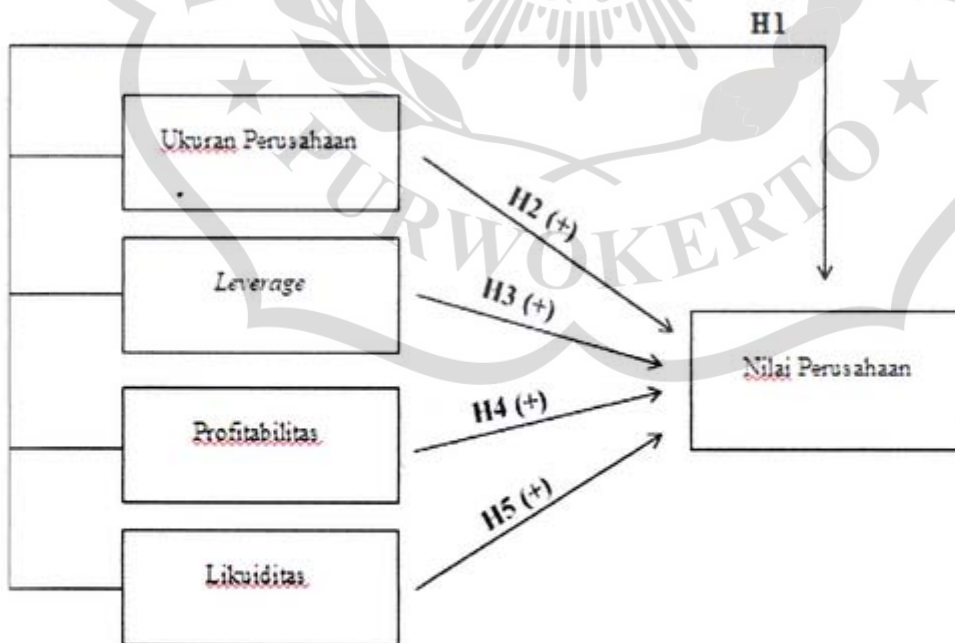 H1
Ukuran Perusahaan
H2 (+)
PURWOKERTO
Leverage
H3 (+)
Nilai Perusahaan
Profitabilitas
H4 (+)
H5 (+)
Likuiditas